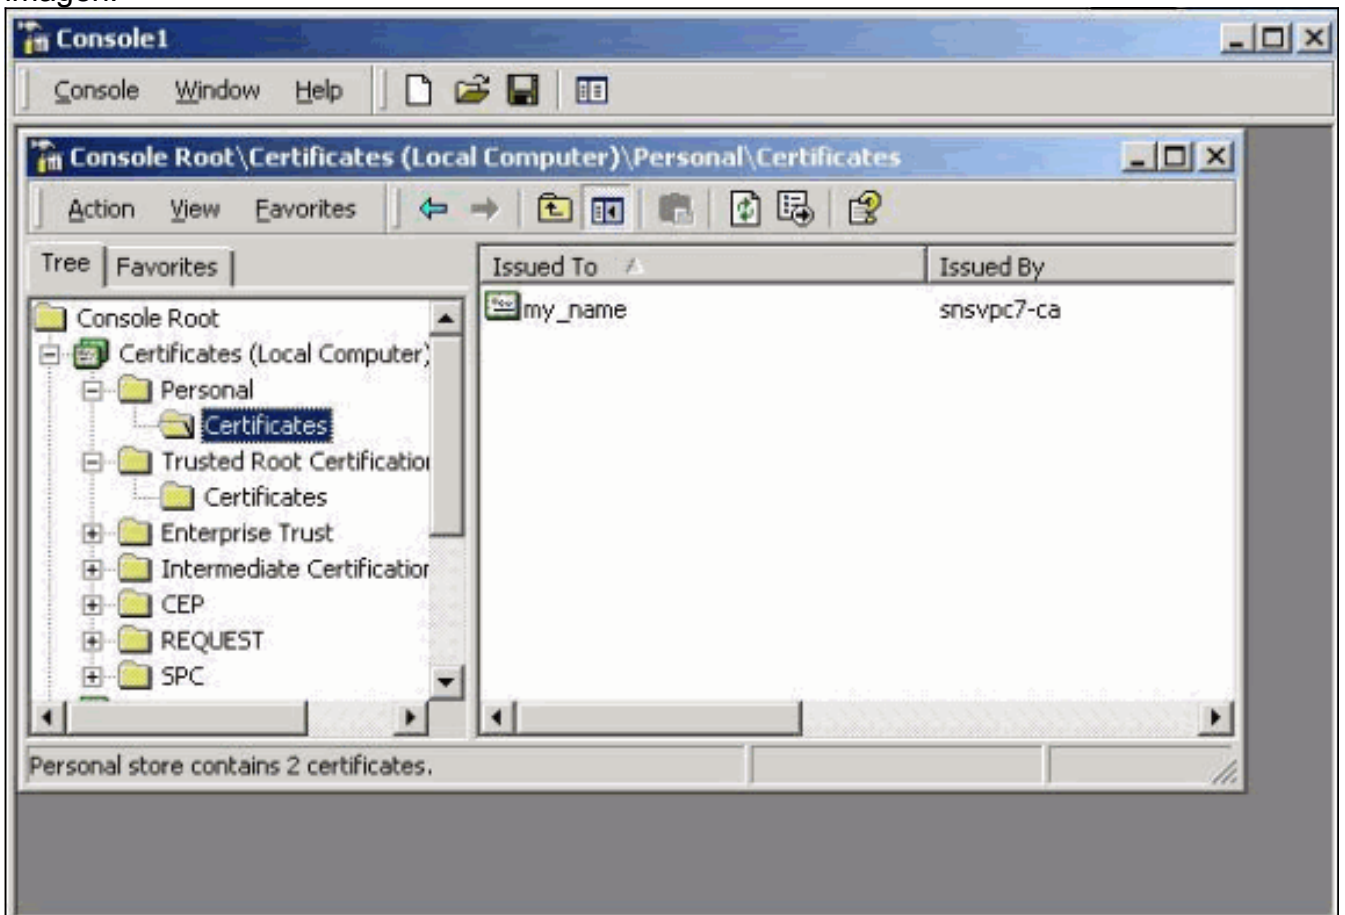 Console1
Console Window Help
Console Root\Certificates (Local Computer)\Personal\Certificates
Action View Favorites
Tree Favorites
Issued To Issued By
my_name snsvpc7-ca
Console Root
Certificates (Local Computer)
Personal
Certificates
Trusted Root Certification
Certificates
Enterprise Trust
Intermediate Certification
CEP
REQUEST
SPC
Personal store contains 2 certificates.